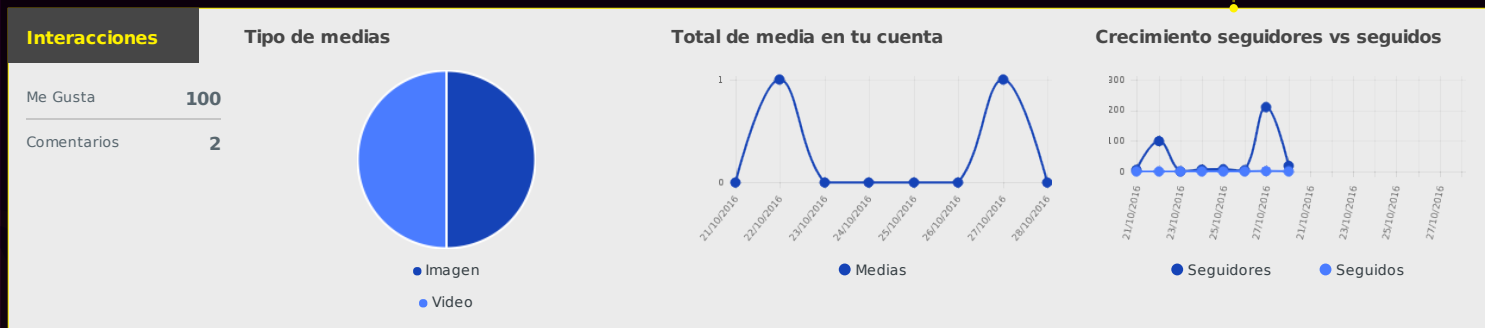 Interacciones
Me Gusta 100
Comentarios 2
Tipo de medias
Imagen
Video
Total de media en tu cuenta
1
0
21/10/2016 22/10/2016 23/10/2016 24/10/2016 25/10/2016 26/10/2016 27/10/2016 28/10/2016
Medias
Crecimiento seguidores vs seguidos
300
200
100
0
21/10/2016 23/10/2016 25/10/2016 27/10/2016 21/10/2016 23/10/2016 25/10/2016 27/10/2016
Seguidores Seguidos